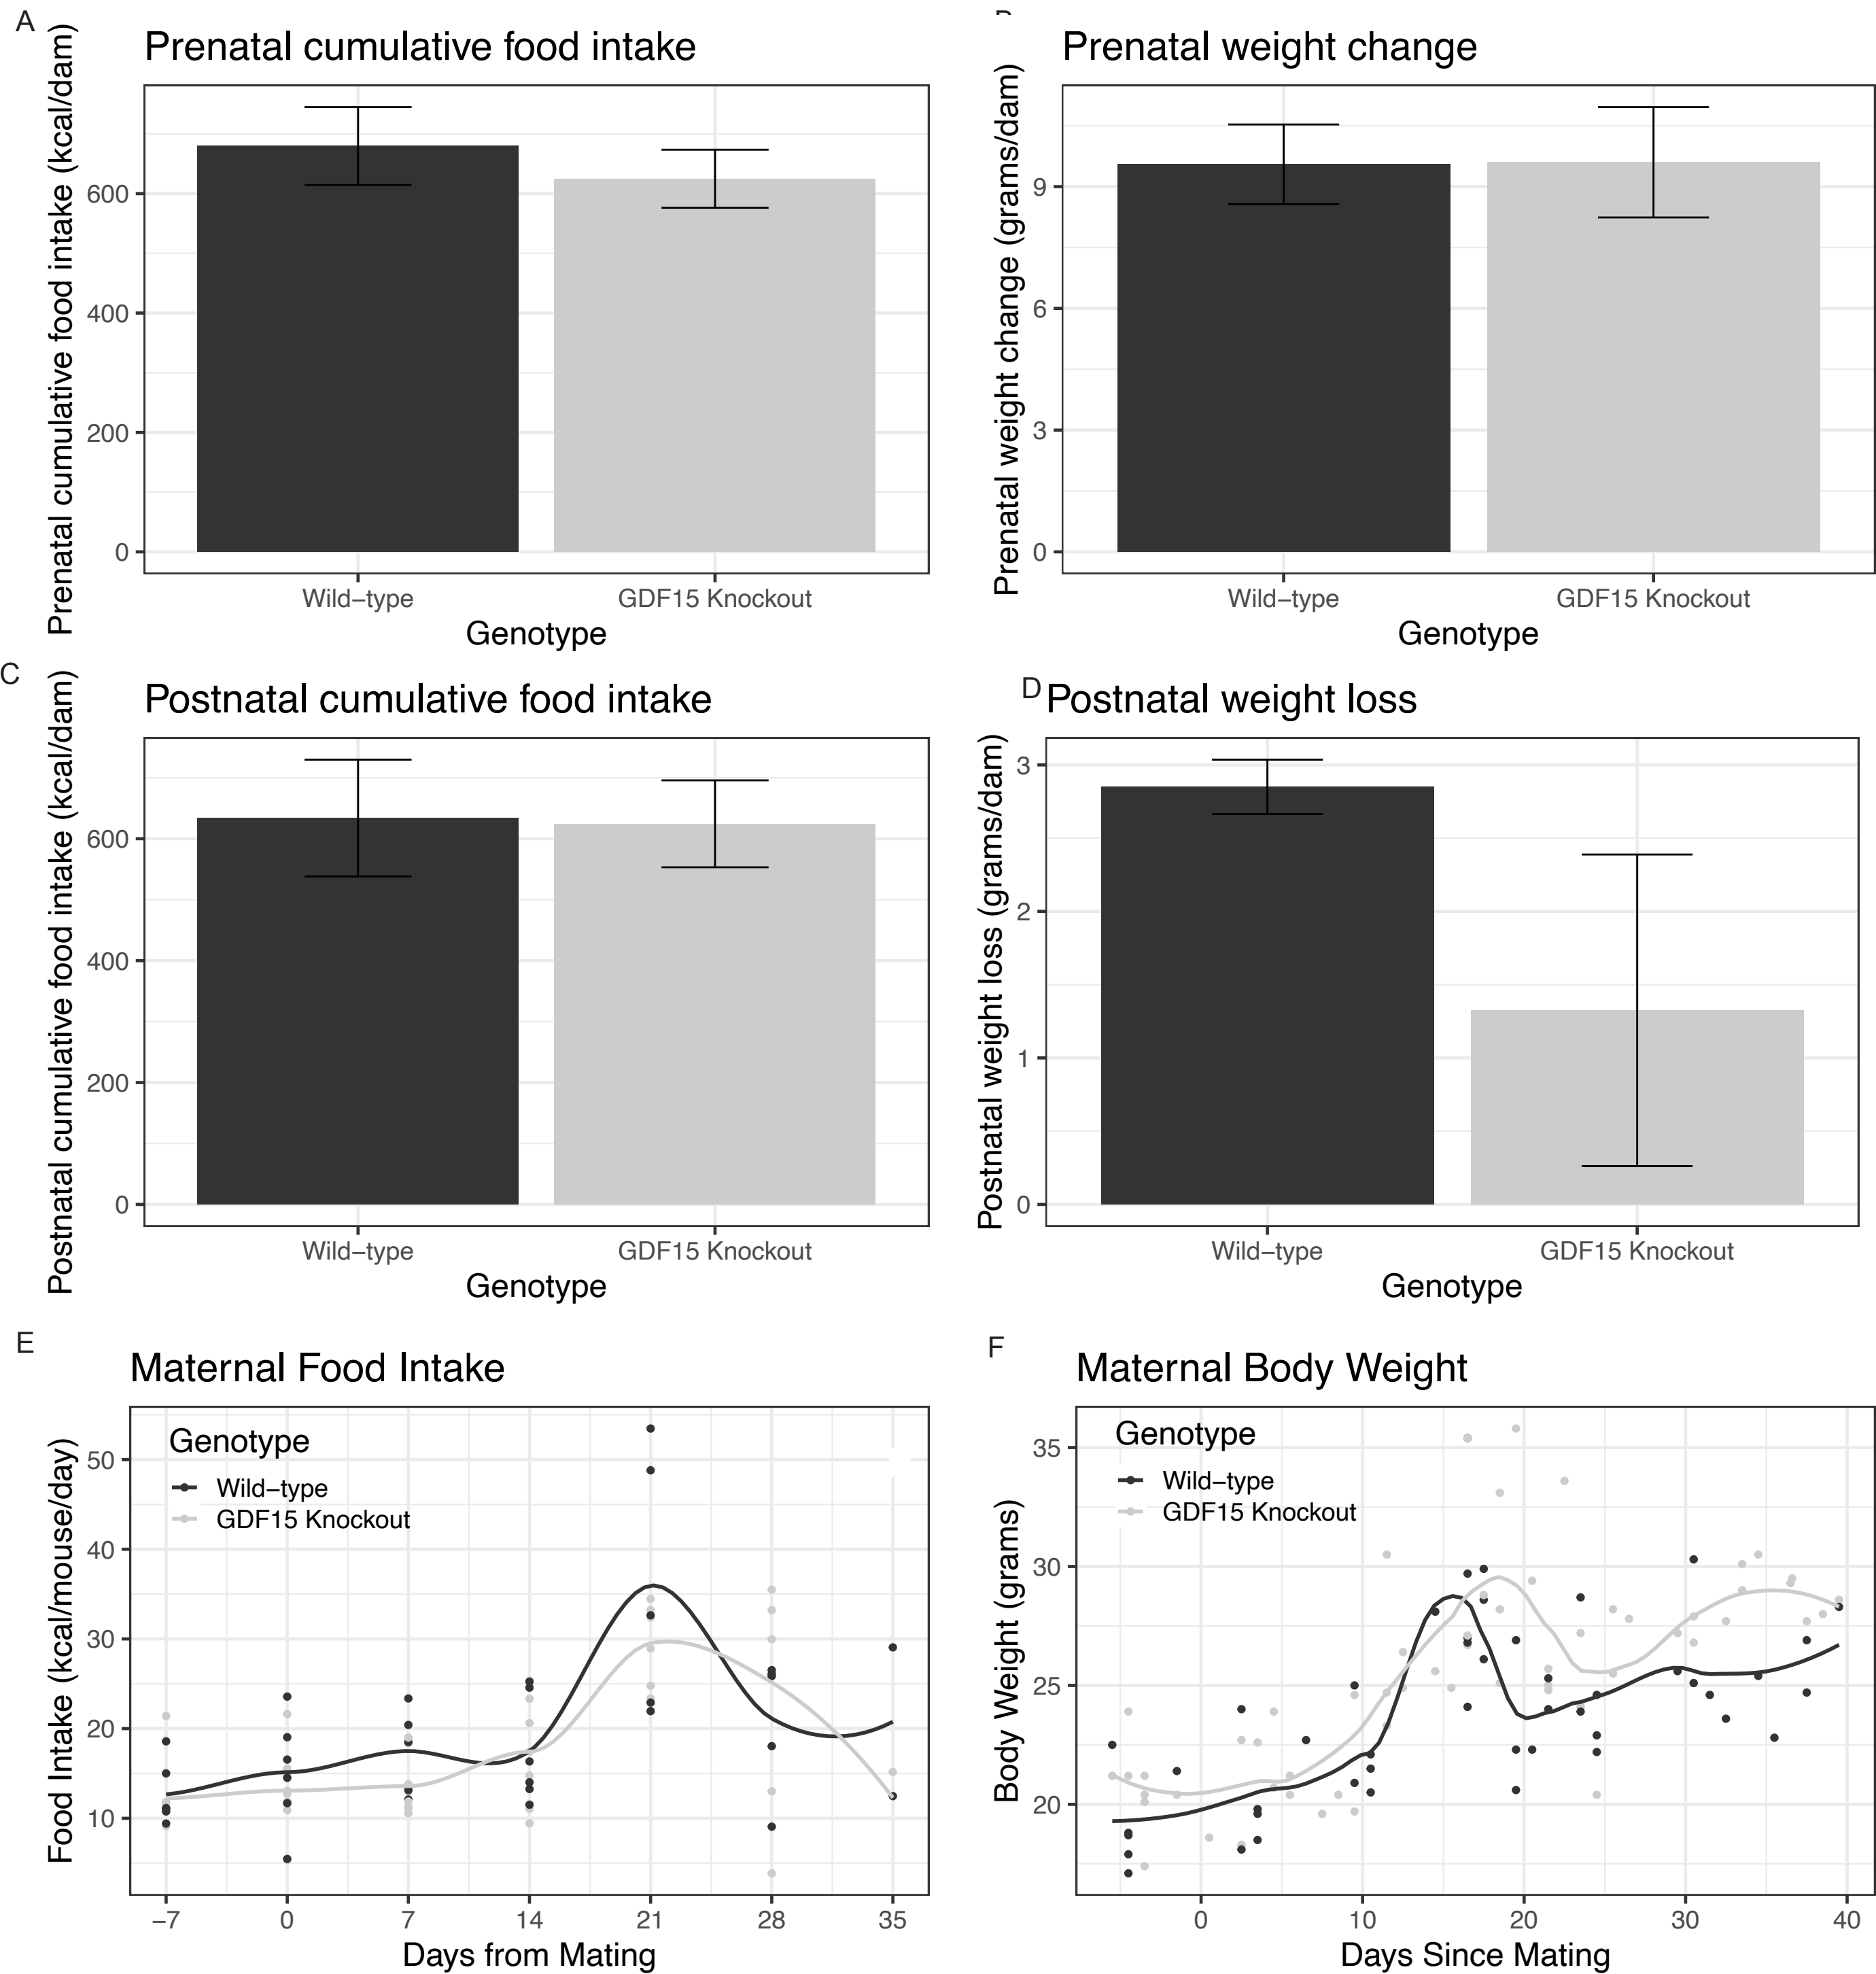 A
Prenatal cumulative food intake
Prenatal cumulative food intake (kcal/dam)
600
400
200
0
Wild−type
GDF15 Knockout
Genotype
Prenatal weight change
Prenatal weight change (grams/dam)
9
6
3
0
Wild−type
GDF15 Knockout
Genotype
C
Postnatal cumulative food intake
Postnatal cumulative food intake (kcal/dam)
600
400
200
0
Wild−type
GDF15 Knockout
Genotype
D
Postnatal weight loss
Postnatal weight loss (grams/dam)
3
2
1
0
Wild−type
GDF15 Knockout
Genotype
E
Maternal Food Intake
Food Intake (kcal/mouse/day)
50
40
30
20
10
Genotype
Wild−type
GDF15 Knockout
−7
0
7
14
21
28
35
Days from Mating
F
Maternal Body Weight
Body Weight (grams)
35
30
25
20
Genotype
Wild−type
GDF15 Knockout
0
10
20
30
40
Days Since Mating